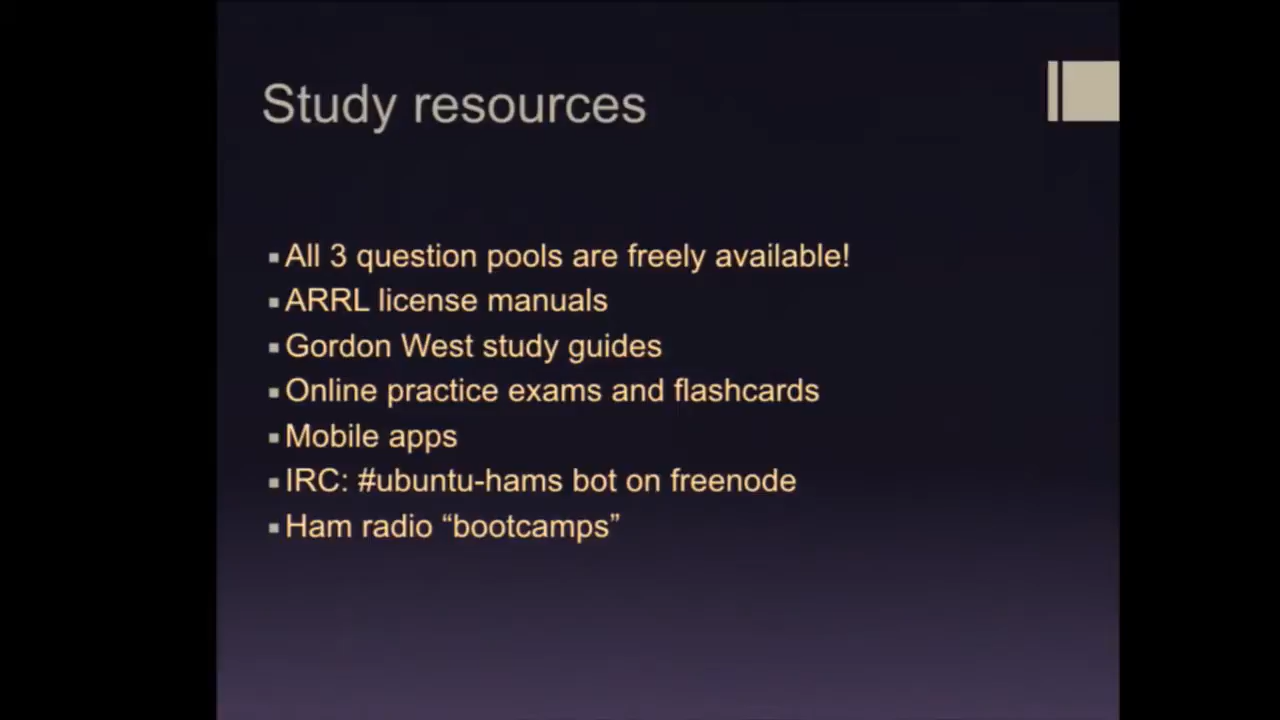 Study resources
All 3 question pools are freely available!
ARRL license manuals
Gordon West study guides
Online practice exams and flashcards
Mobile apps
IRC: #ubuntu-hams bot on freenode
Ham radio “bootcamps”